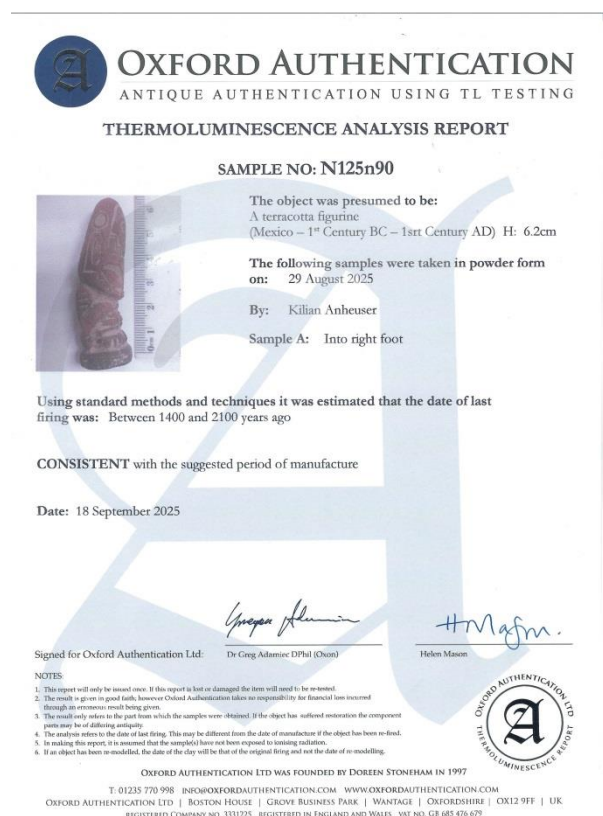 OXFORD AUTHENTICATION
ANTIQUE AUTHENTICATION USING TL TESTING
THERMOLUMINESCENCE ANALYSIS REPORT
SAMPLE NO: N125n90
The object was presumed to be:
A terracotta figurine
(Mexico – 1st Century BC – 1srt Century AD) H: 6.2cm
The following samples were taken in powder form
on: 29 August 2025
By: Kilian Anheuser
Sample A: Into right foot
Using standard methods and techniques it was estimated that the date of last
firing was: Between 1400 and 2100 years ago
CONSISTENT with the suggested period of manufacture
Date: 18 September 2025
Signed for Oxford Authentication Ltd: Dr Greg Adamiec DPhil (Oxon) Helen Mason
NOTES:
1. This report will only be issued once. If this report is lost or damaged the item will need to be re-tested.
2. The result is given in good faith; however Oxford Authentication takes no responsibility for financial loss incurred
through an erroneous result being given.
3. The result only refers to the part from which the samples were obtained. If the object has suffered restoration the component
parts may be of differing antiquity.
4. The analysis refers to the date of last firing. This may be different from the date of manufacture if the object has been re-fired.
5. In making this report, it is assumed that the sample(s) have not been exposed to ionising radiation.
6. If an object has been re-modelled, the date of the clay will be that of the original firing and not the date of re-modelling.
OXFORD AUTHENTICATION LTD
THERMOLUMINESCENCE REPORT
OXFORD AUTHENTICATION LTD WAS FOUNDED BY DOREEN STONEHAM IN 1997
T: 01235 770 998 INFO@OXFORDAUTHENTICATION.COM WWW.OXFORDAUTHENTICATION.COM
OXFORD AUTHENTICATION LTD | BOSTON HOUSE | GROVE BUSINESS PARK | WANTAGE | OXFORDSHIRE | OX12 9FF | UK
REGISTERED COMPANY NO. 3331225 REGISTERED IN ENGLAND AND WALES VAT NO. GB 685 476 679